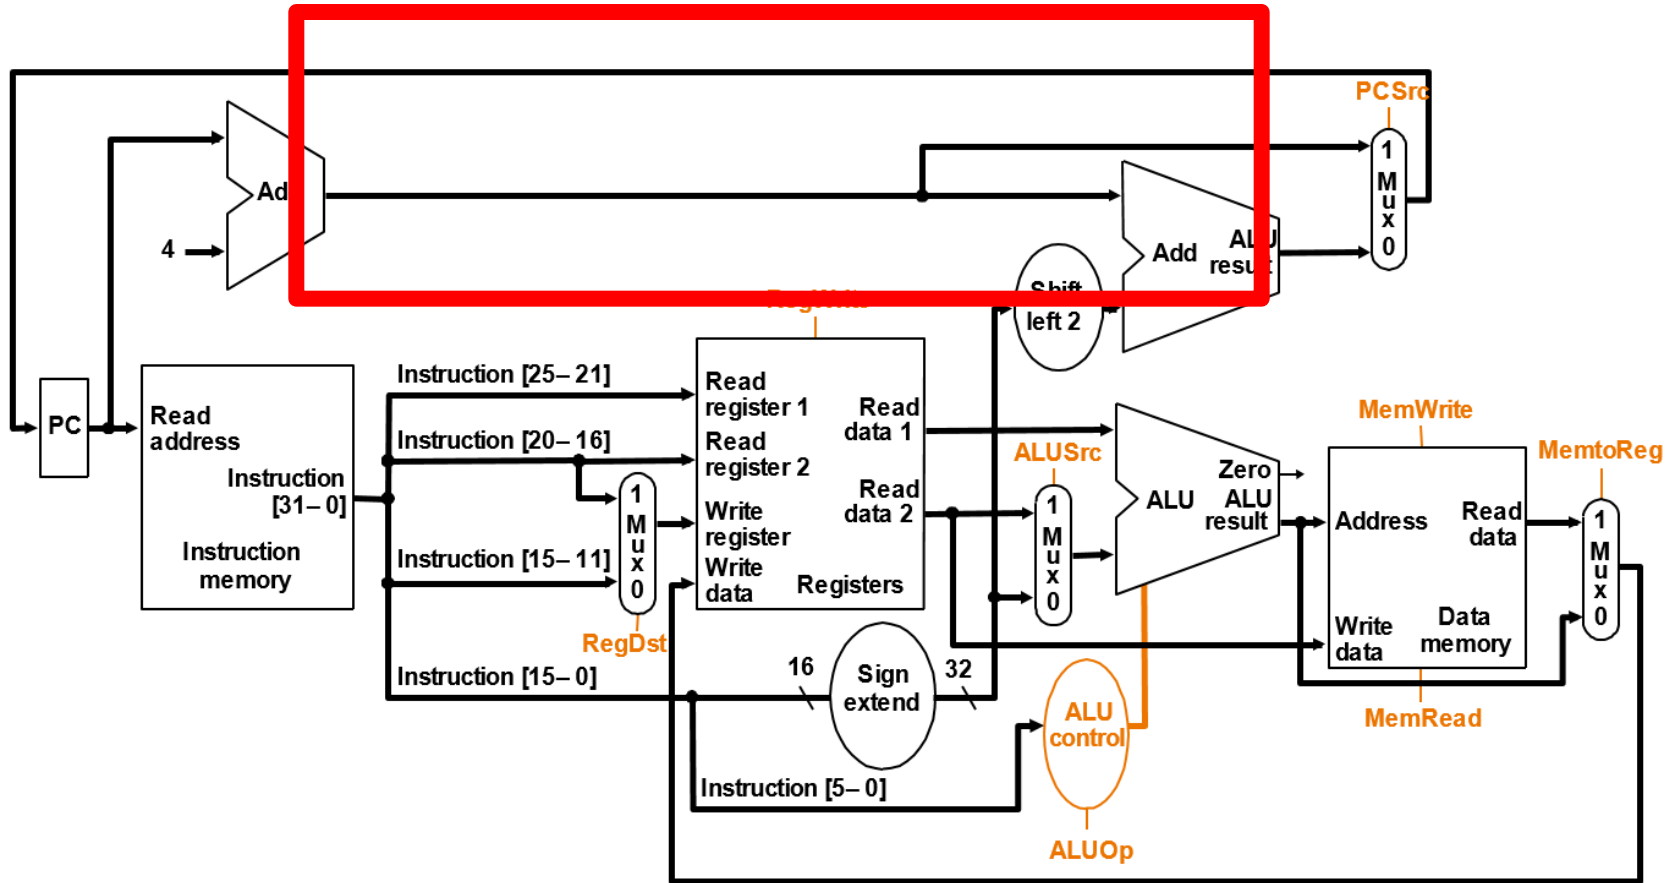 PCSrc
1
M
u
x
0
Ad
4
Add
ALU
result
Shift
left 2
RegWrite
PC
Read
address
Instruction
[31–0]
Instruction
memory
Instruction [25–21]
Instruction [20–16]
Instruction [15–11]
1
M
u
x
0
RegDst
Read
register 1
Read
register 2
Write
register
Write
data
Read
data 1
Read
data 2
Registers
ALUSrc
1
M
u
x
0
Zero
ALU
ALU
result
MemWrite
Address
Read
data
Write
data
Data
memory
MemRead
MemtoReg
1
M
u
x
0
Instruction [15–0]
16
Sign
extend
32
ALU
control
Instruction [5–0]
ALUOp